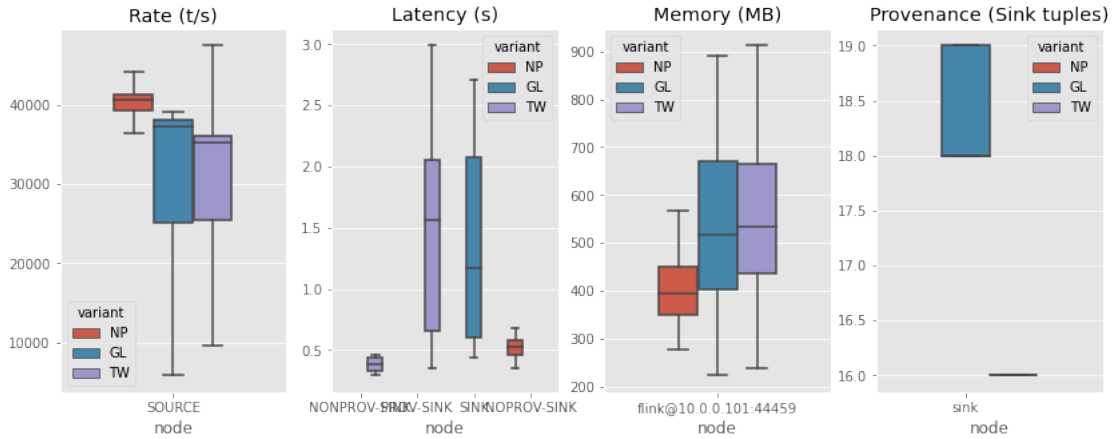 Rate (t/s)
40000
30000
20000
10000
variant
NP
GL
TW
SOURCE
node
Latency (s)
3.0
2.5
2.0
1.5
1.0
0.5
variant
NP
GL
TW
NONPROV-SINK
PROV-SINK
SINK
NOPROV-SINK
node
Memory (MB)
900
800
700
600
500
400
300
200
variant
NP
GL
TW
flink@10.0.0.101:44459
node
Provenance (Sink tuples)
19.0
18.5
18.0
17.5
17.0
16.5
16.0
variant
NP
GL
TW
sink
node